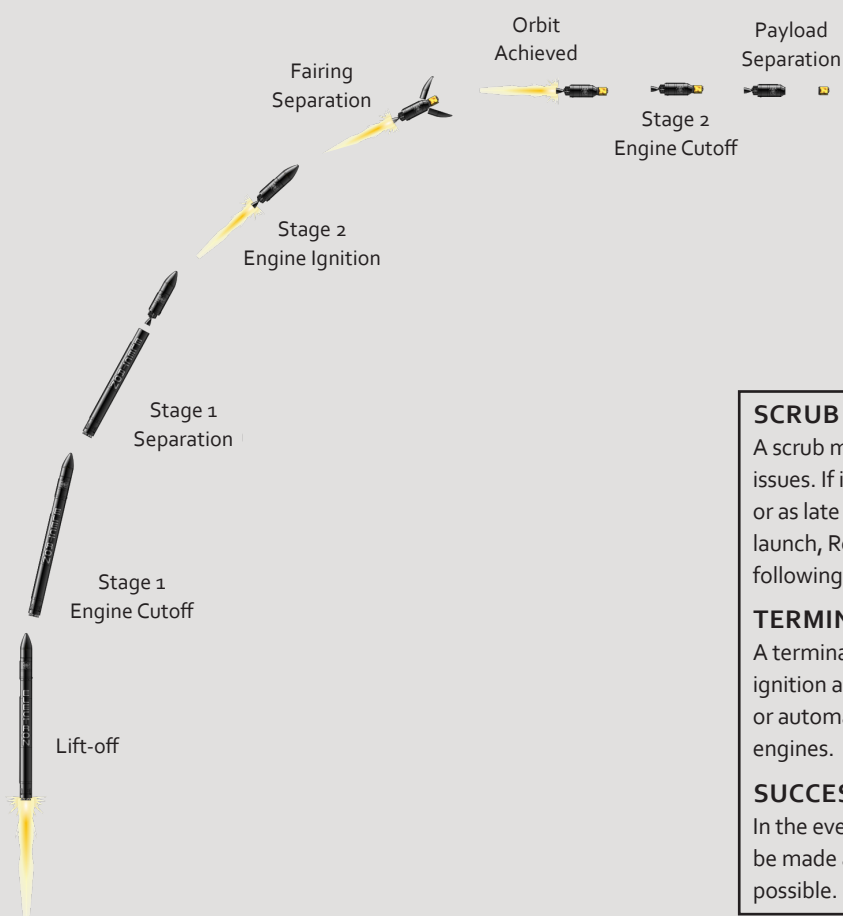 Orbit
Achieved
Payload
Separation
Fairing
Separation
Stage 2
Engine Cutoff
Stage 2
Engine Ignition
Stage 1
Separation
Stage 1
Engine Cutoff
Lift-off
SCRUB
A scrub m
issues. If i
or as late
launch, Ro
following
TERMIN
A termina
ignition a
or automa
engines.
SUCCES
In the eve
be made a
possible.